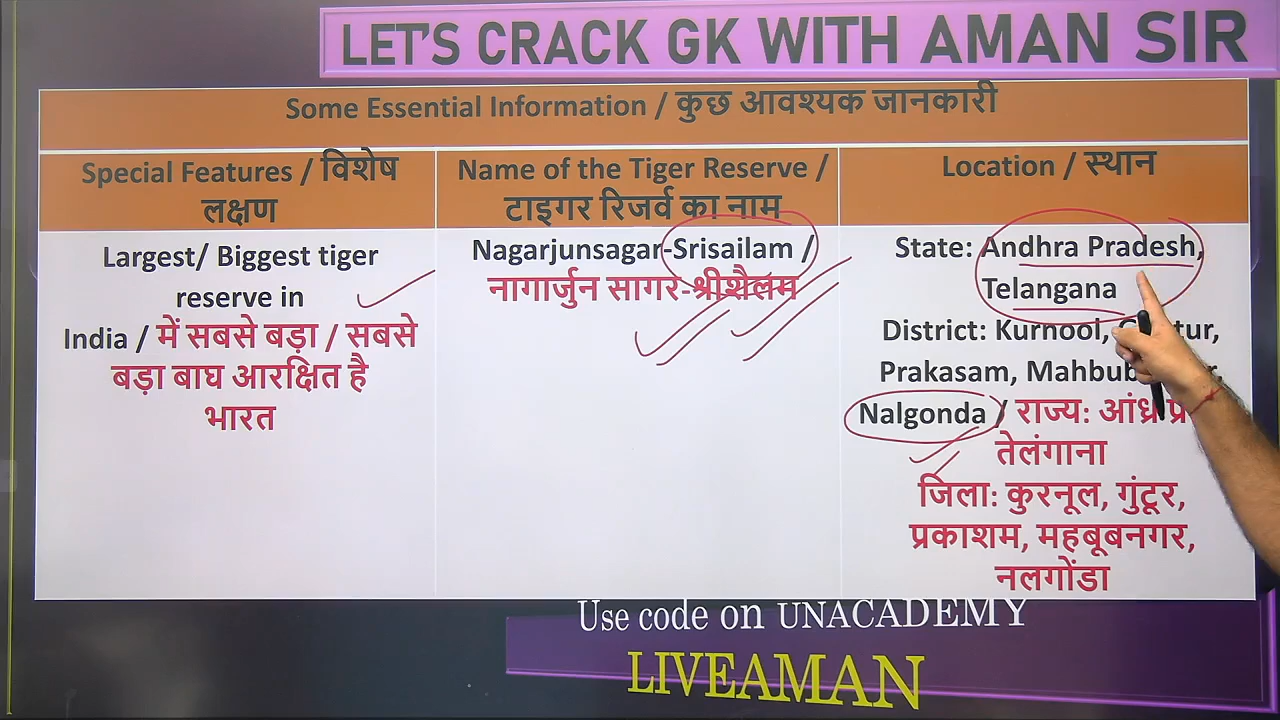 LET'S CRACK GK WITH AMAN SIR
Some Essential Information / कुछ आवश्यक जानकारी
Special Features / विशेष
लक्षण
Name of the Tiger Reserve /
टाइगर रिजर्व का नाम
Location / स्थान
Largest/ Biggest tiger
reserve in
India / में सबसे बड़ा / सबसे
बड़ा बाघ आरक्षित है
भारत
Nagarjunsagar-Srisailam /
नागार्जुन सागर-श्रीशैलम
State: Andhra Pradesh,
Telangana
District: Kurnool,
Prakasam,
Nalgonda / राज्य: आंध्र
तेलंगाना
जिला: कुरनूल, गुंटूर,
प्रकाशम, महबूबनगर,
नलगोंडा
Use code on UNACADEMY
LIVEAMAN